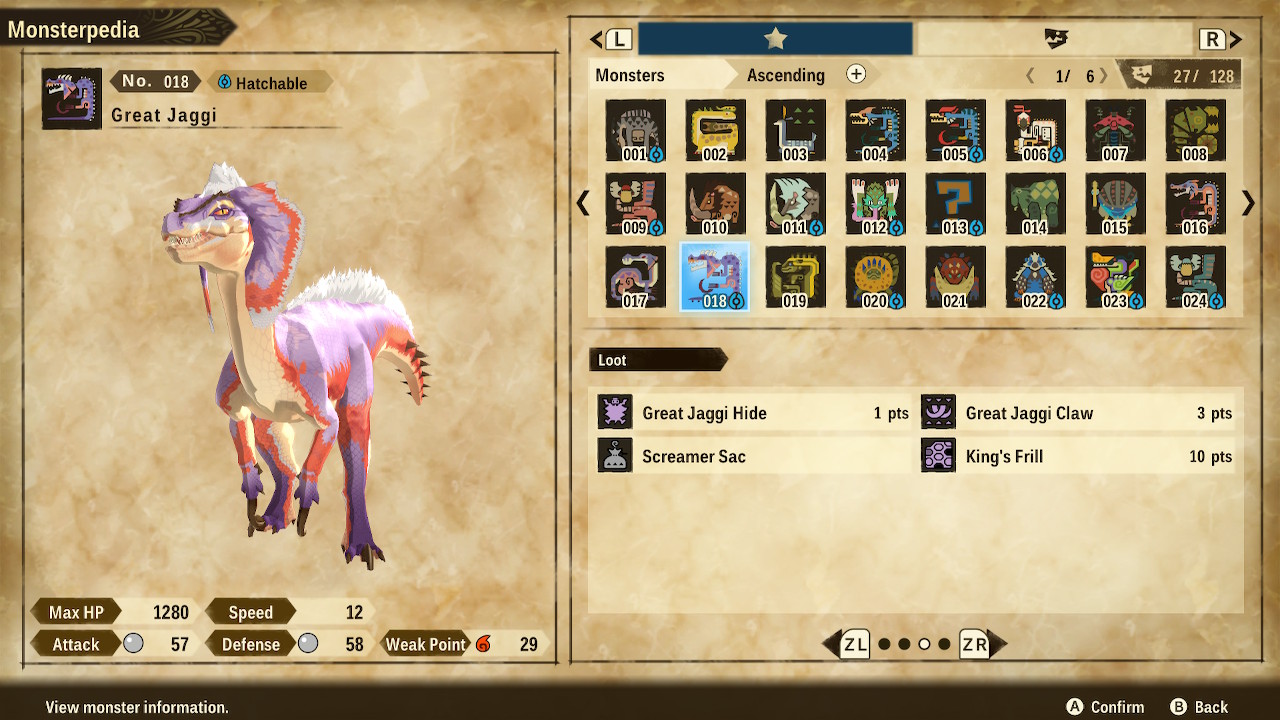 Monsterpedia
No. 018
Hatchable
Great Jaggi
Max HP 1280
Speed 12
Attack 57
Defense 58
Weak Point 29
L
R
Monsters
Ascending
1/ 6
27/ 128
001 002 003 004 005 006 007 008
009 010 011 012 013 014 015 016
017 018 019 020 021 022 023 024
Loot
Great Jaggi Hide 1 pts
Great Jaggi Claw 3 pts
Screamer Sac
King's Frill 10 pts
ZL ZR
View monster information.
A Confirm B Back